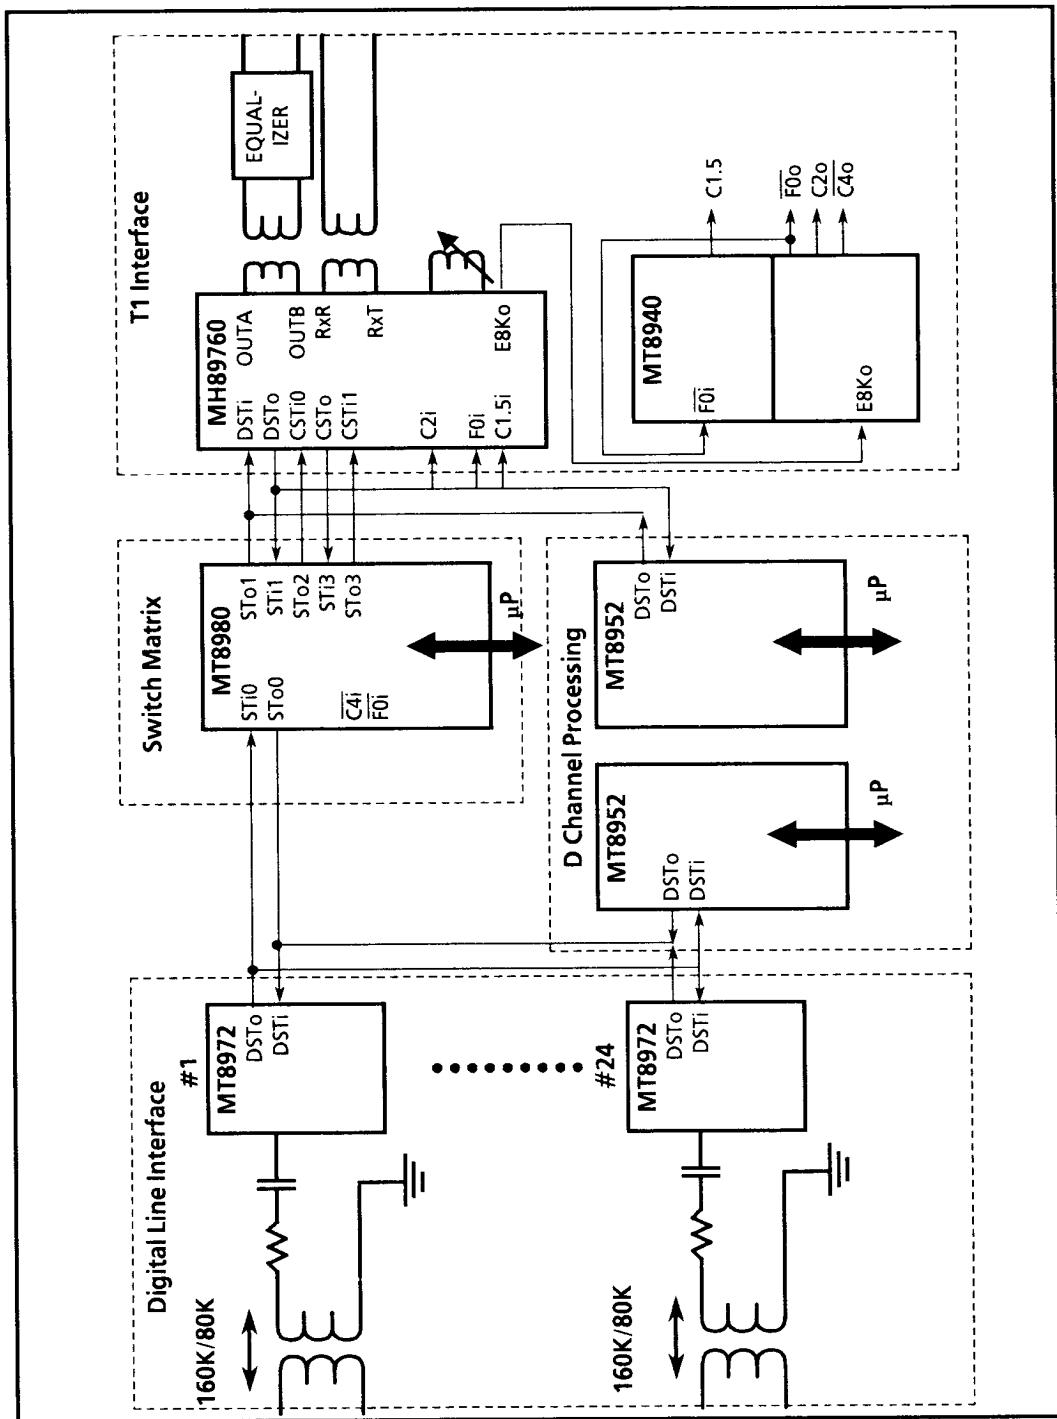 Digital Line Interface
160K/80K
#1
MT8972
DSTo
DSTi
160K/80K
#24
MT8972
DSTo
DSTi
Switch Matrix
MT8980
STi0
STo0
C4i
F0i
STo1
STi1
STo2
STi3
STo3
µP
D Channel Processing
MT8952
DSTo
DSTi
µP
MT8952
DSTo
DSTi
µP
T1 Interface
MH89760
DSTi
DSTo
CSTi0
CSTo
CSTi1
C2i
F0i
C1.5i
OUTA
OUTB
RxR
RxT
E8Ko
EQUAL-
IZER
MT8940
F0i
E8Ko
C1.5
F0o
C2o
C4o